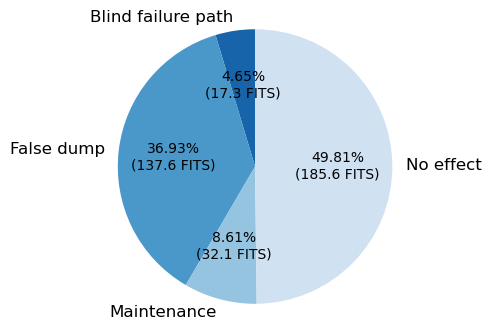 Blind failure path
4.65%
(17.3 FITS)
False dump
36.93%
(137.6 FITS)
49.81%
(185.6 FITS)
No effect
8.61%
(32.1 FITS)
Maintenance